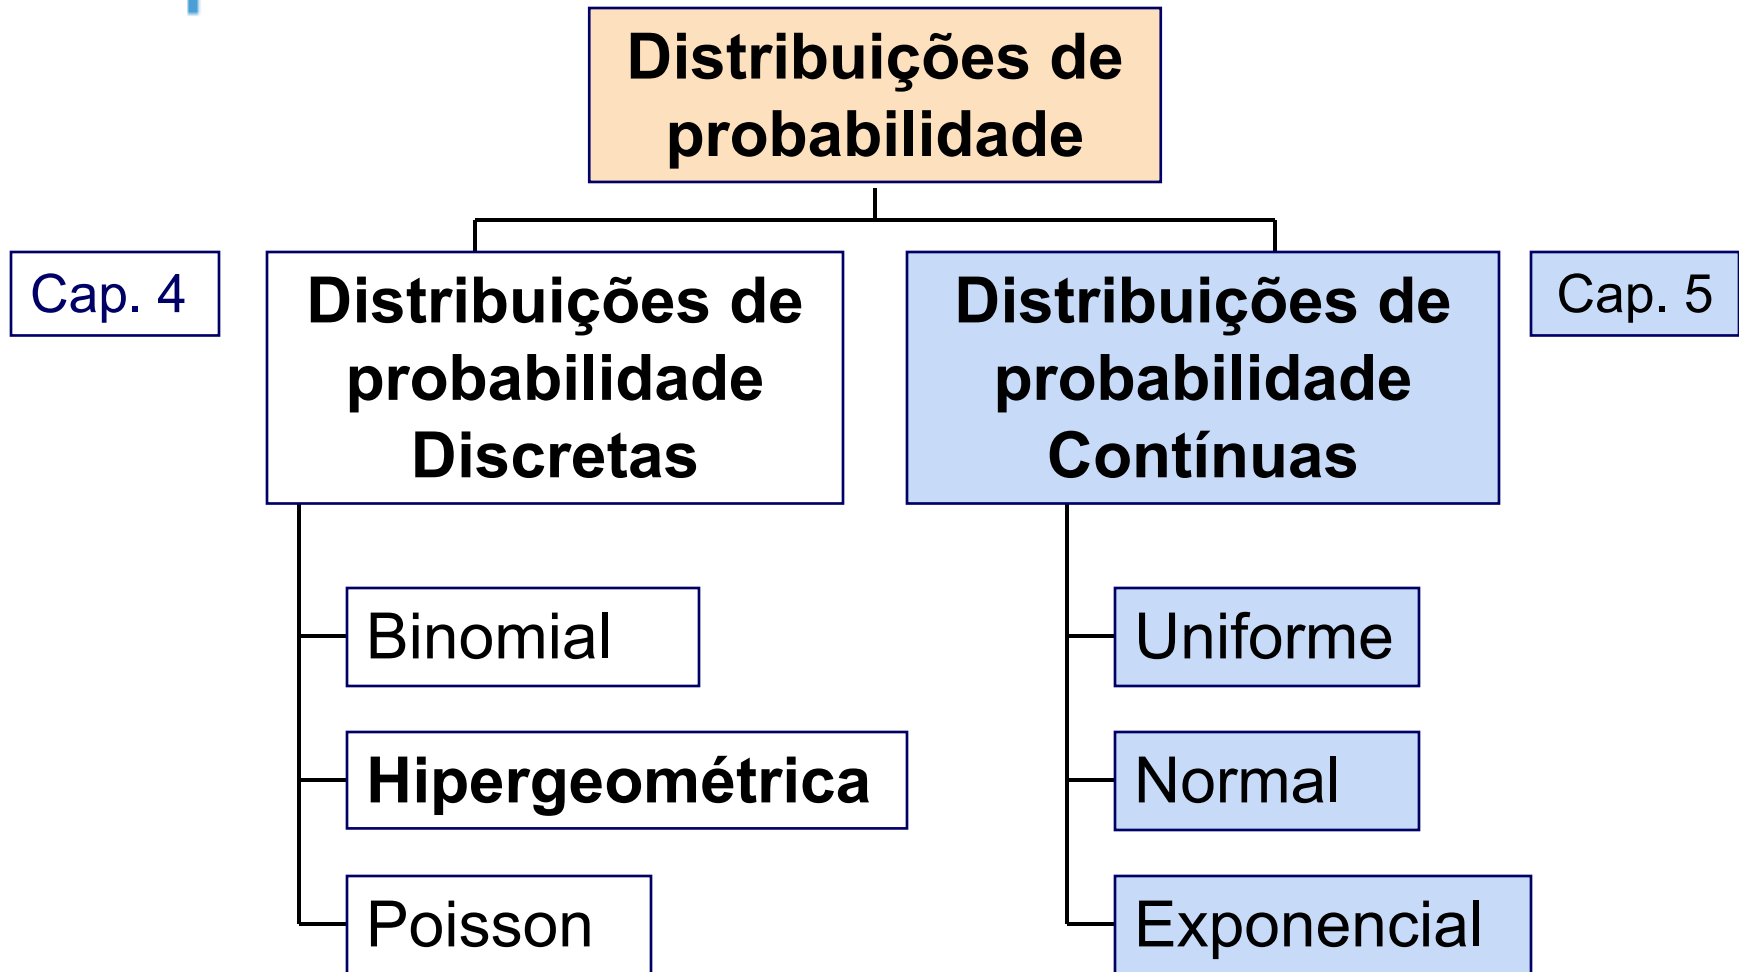 Distribuições de
probabilidade
Cap. 4
Distribuições de
probabilidade
Discretas
Distribuições de
probabilidade
Contínuas
Cap. 5
Binomial
Hipergeométrica
Poisson
Uniforme
Normal
Exponencial